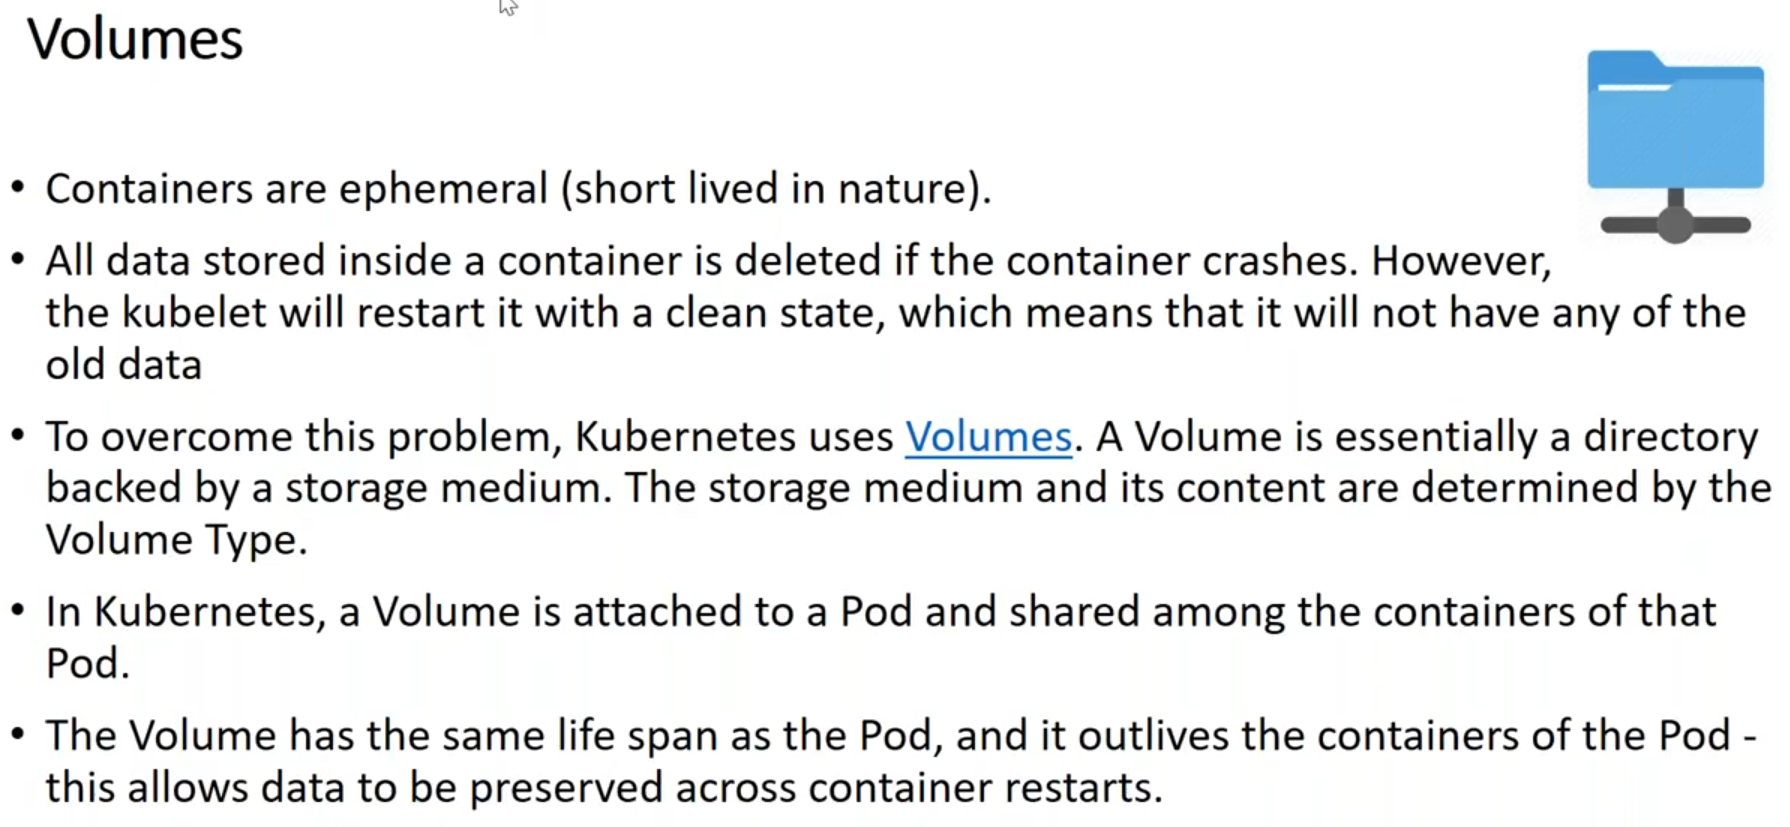 Volumes
• Containers are ephemeral (short lived in nature).
• All data stored inside a container is deleted if the container crashes. However,
the kubelet will restart it with a clean state, which means that it will not have any of the
old data
• To overcome this problem, Kubernetes uses Volumes. A Volume is essentially a directory
backed by a storage medium. The storage medium and its content are determined by the
Volume Type.
• In Kubernetes, a Volume is attached to a Pod and shared among the containers of that
Pod.
• The Volume has the same life span as the Pod, and it outlives the containers of the Pod -
this allows data to be preserved across container restarts.